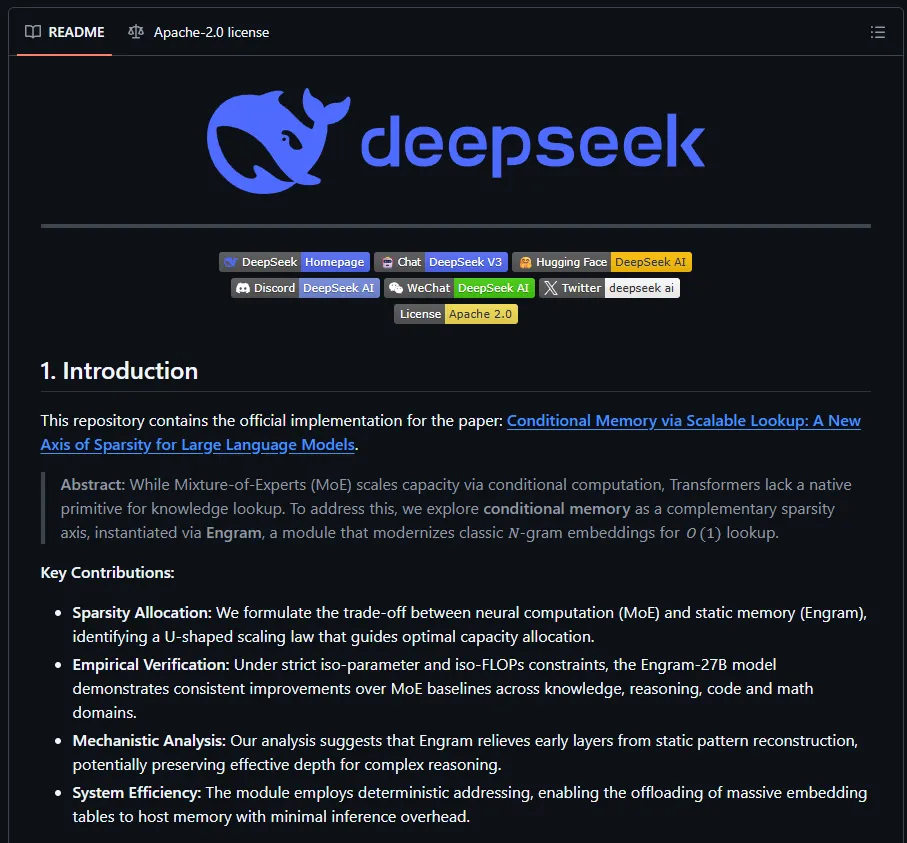 README
Apache-2.0 license
deepseek
DeepSeek Homepage
Chat DeepSeek V3
Hugging Face DeepSeek AI
Discord DeepSeek AI
WeChat DeepSeek AI
Twitter deepseek_ai
License Apache 2.0
1. Introduction
This repository contains the official implementation for the paper: Conditional Memory via Scalable Lookup: A New
Axis of Sparsity for Large Language Models.
Abstract: While Mixture-of-Experts (MoE) scales capacity via conditional computation, Transformers lack a native
primitive for knowledge lookup. To address this, we explore conditional memory as a complementary sparsity
axis, instantiated via Engram, a module that modernizes classic N-gram embeddings for O(1) lookup.
Key Contributions:
• Sparsity Allocation: We formulate the trade-off between neural computation (MoE) and static memory (Engram),
identifying a U-shaped scaling law that guides optimal capacity allocation.
• Empirical Verification: Under strict iso-parameter and iso-FLOPs constraints, the Engram-27B model
demonstrates consistent improvements over MoE baselines across knowledge, reasoning, code and math
domains.
• Mechanistic Analysis: Our analysis suggests that Engram relieves early layers from static pattern reconstruction,
potentially preserving effective depth for complex reasoning.
• System Efficiency: The module employs deterministic addressing, enabling the offloading of massive embedding
tables to host memory with minimal inference overhead.